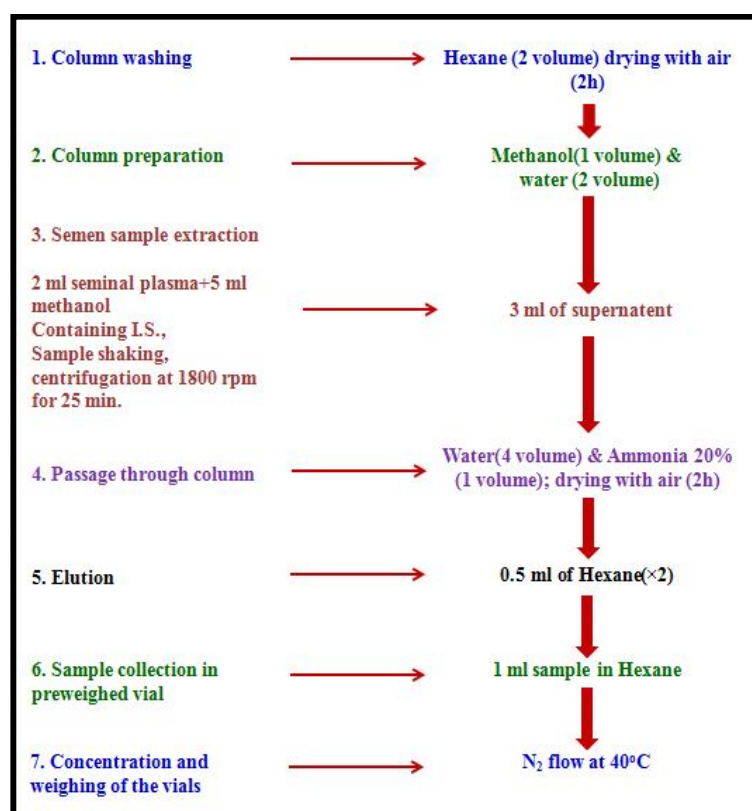 1. Column washing
Hexane (2 volume) drying with air
(2h)
2. Column preparation
Methanol(1 volume) &
water (2 volume)
3. Semen sample extraction
2 ml seminal plasma+5 ml
methanol
Containing I.S.,
Sample shaking,
centrifugation at 1800 rpm
for 25 min.
3 ml of supernatent
4. Passage through column
Water(4 volume) & Ammonia 20%
(1 volume); drying with air (2h)
5. Elution
0.5 ml of Hexane(×2)
6. Sample collection in
preweighed vial
1 ml sample in Hexane
7. Concentration and
weighing of the vials
N₂ flow at 40°C